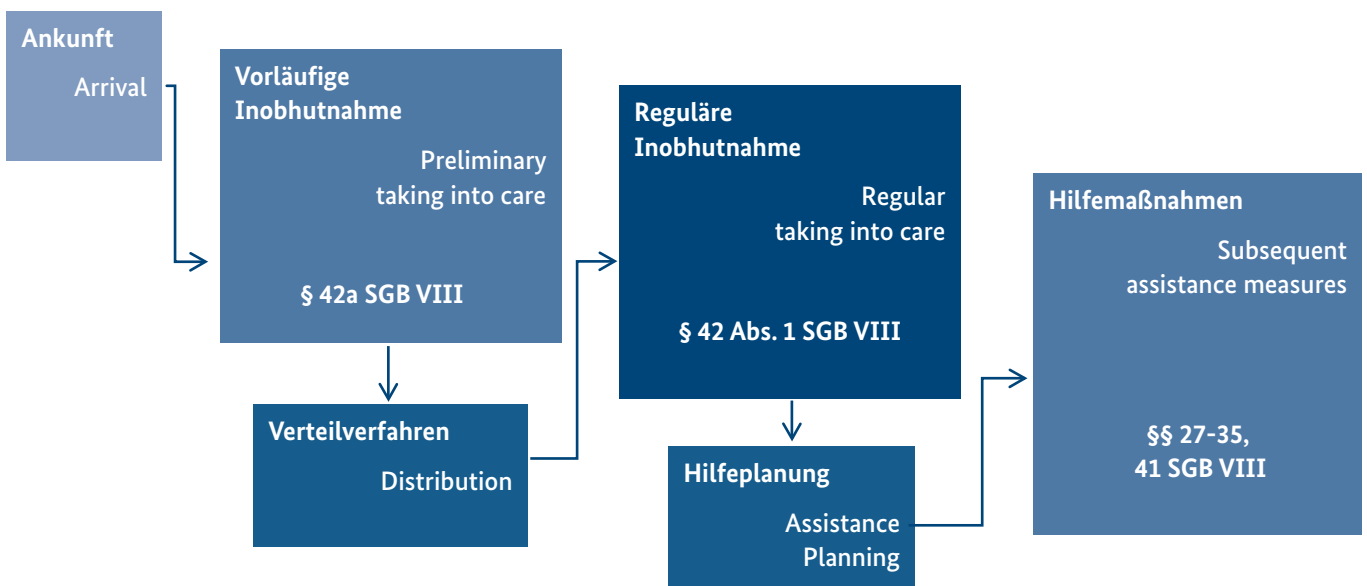 Ankunft
Arrival
Vorläufige
Inobhutnahme
Preliminary
taking into care
§ 42a SGB VIII
Verteilverfahren
Distribution
Reguläre
Inobhutnahme
Regular
taking into care
§ 42 Abs. 1 SGB VIII
Hilfeplanung
Assistance
Planning
Hilfemaßnahmen
Subsequent
assistance measures
§§ 27-35,
41 SGB VIII